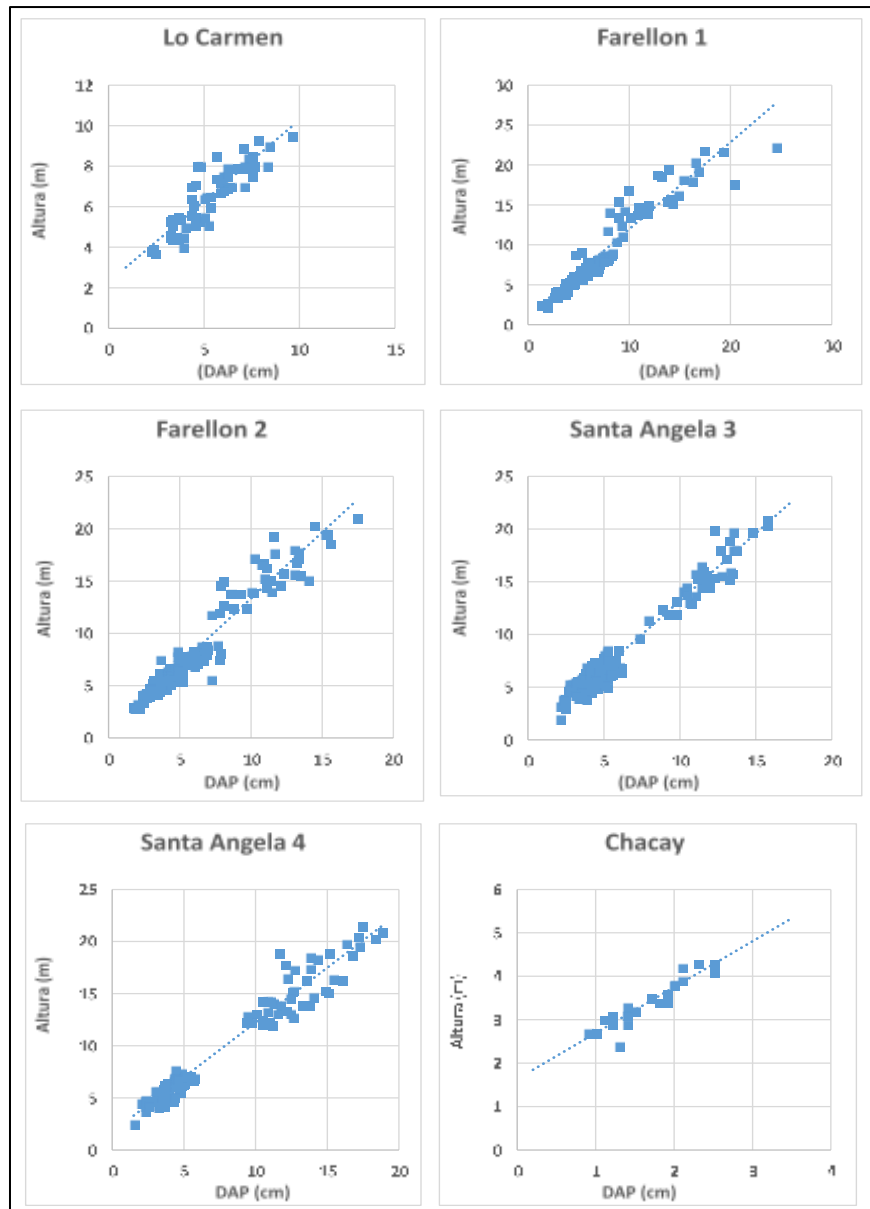 Lo Carmen
12
10
8
6
4
2
0
Altura (m)
0 5 10 15
(DAP (cm)
Farellon 1
30
25
20
15
10
5
0
Altura (m)
0 10 20 30
(DAP (cm)
Farellon 2
25
20
15
10
5
0
Altura (m)
0 5 10 15 20
DAP (cm)
Santa Angela 3
25
20
15
10
5
0
Altura (m)
0 5 10 15 20
(DAP (cm)
Santa Angela 4
25
20
15
10
5
0
Altura (m)
0 5 10 15 20
DAP (cm)
Chacay
6
5
4
3
2
1
0
Altura (m)
0 1 2 3 4
DAP (cm)